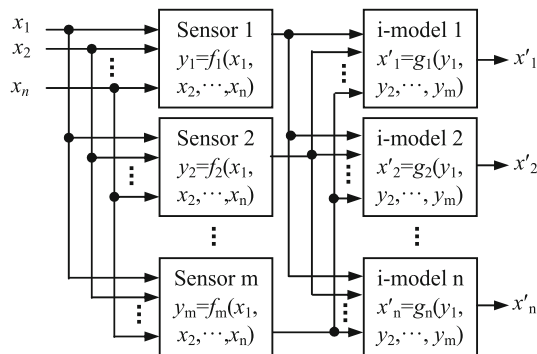 x₁
x₂
⋮
xₙ
Sensor 1
y₁=f₁(x₁,
x₂,⋯,xₙ)
i-model 1
x′₁=g₁(y₁,
y₂,⋯, yₘ)
x′₁
Sensor 2
y₂=f₂(x₁,
x₂,⋯,xₙ)
i-model 2
x′₂=g₂(y₁,
y₂,⋯, yₘ)
x′₂
Sensor m
yₘ=fₘ(x₁,
x₂,⋯,xₙ)
i-model n
x′ₙ=gₙ(y₁,
y₂,⋯, yₘ)
x′ₙ